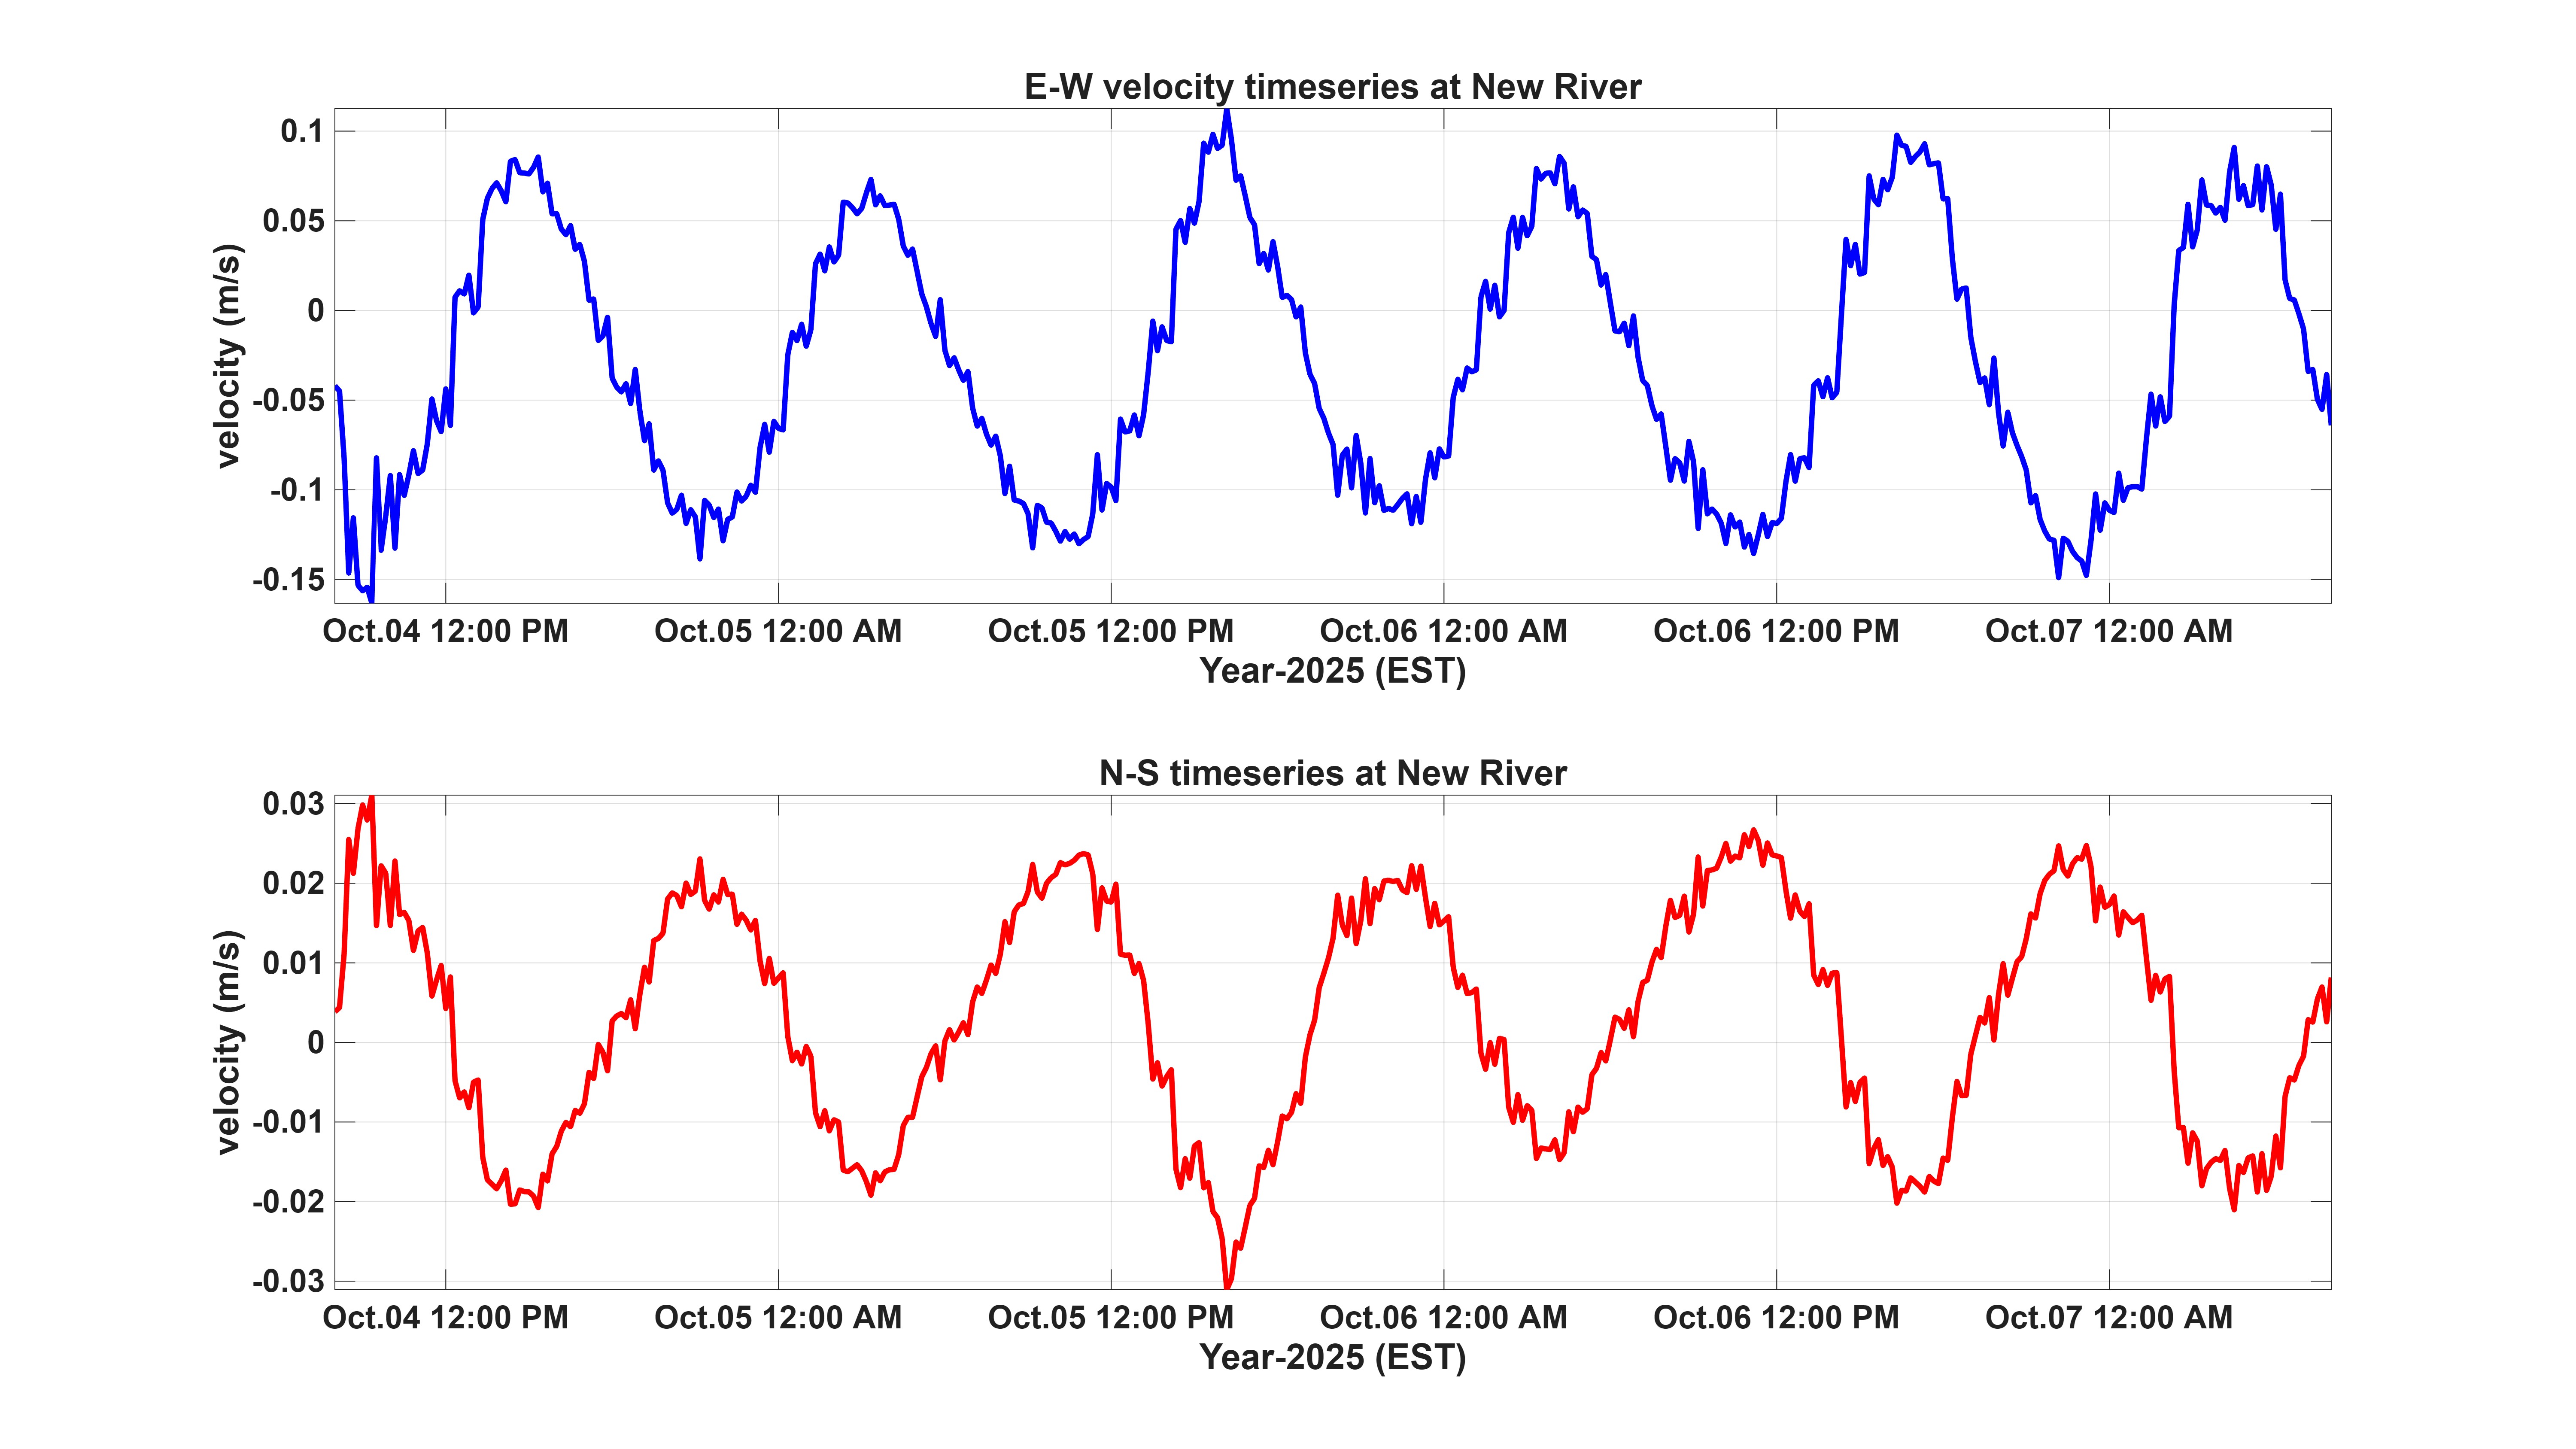 E-W velocity timeseries at New River
velocity (m/s)
0.1
0.05
0
-0.05
-0.1
-0.15
Oct.04 12:00 PM Oct.05 12:00 AM Oct.05 12:00 PM Oct.06 12:00 AM Oct.06 12:00 PM Oct.07 12:00 AM
Year-2025 (EST)
N-S timeseries at New River
velocity (m/s)
0.03
0.02
0.01
0
-0.01
-0.02
-0.03
Oct.04 12:00 PM Oct.05 12:00 AM Oct.05 12:00 PM Oct.06 12:00 AM Oct.06 12:00 PM Oct.07 12:00 AM
Year-2025 (EST)